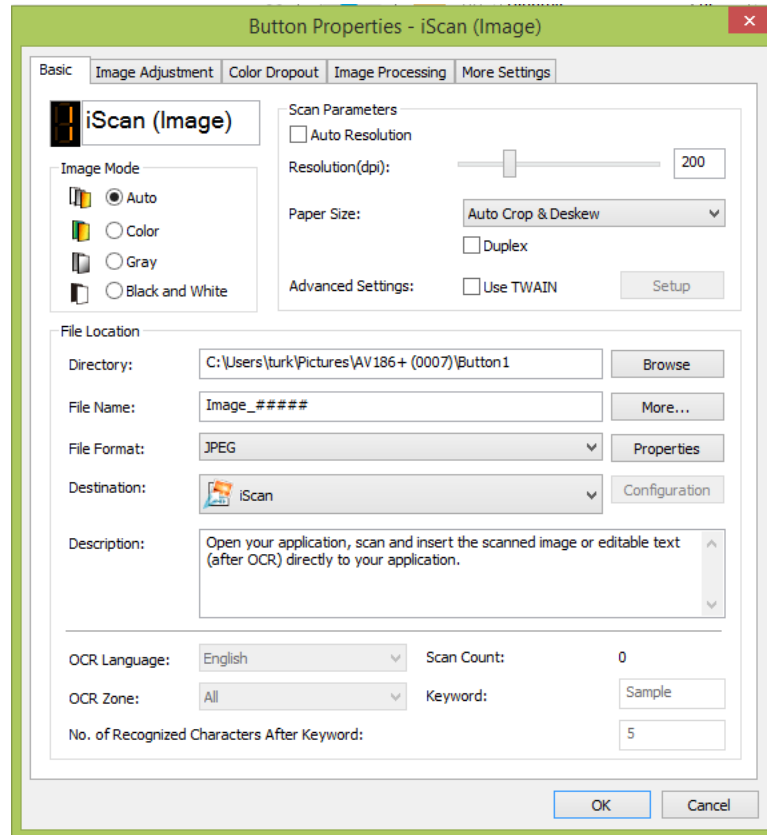 Button Properties - iScan (Image)
Basic
Image Adjustment
Color Dropout
Image Processing
More Settings
1
iScan (Image)
Scan Parameters
Auto Resolution
Resolution(dpi):
200
Paper Size:
Auto Crop & Deskew
Duplex
Advanced Settings:
Use TWAIN
Setup
Image Mode
Auto
Color
Gray
Black and White
File Location
Directory:
C:\Users\turk\Pictures\AV186+ (0007)\Button1
Browse
File Name:
Image_#####
More...
File Format:
JPEG
Properties
Destination:
iScan
Configuration
Description:
Open your application, scan and insert the scanned image or editable text
(after OCR) directly to your application.
OCR Language:
English
Scan Count:
0
OCR Zone:
All
Keyword:
Sample
No. of Recognized Characters After Keyword:
5
OK
Cancel